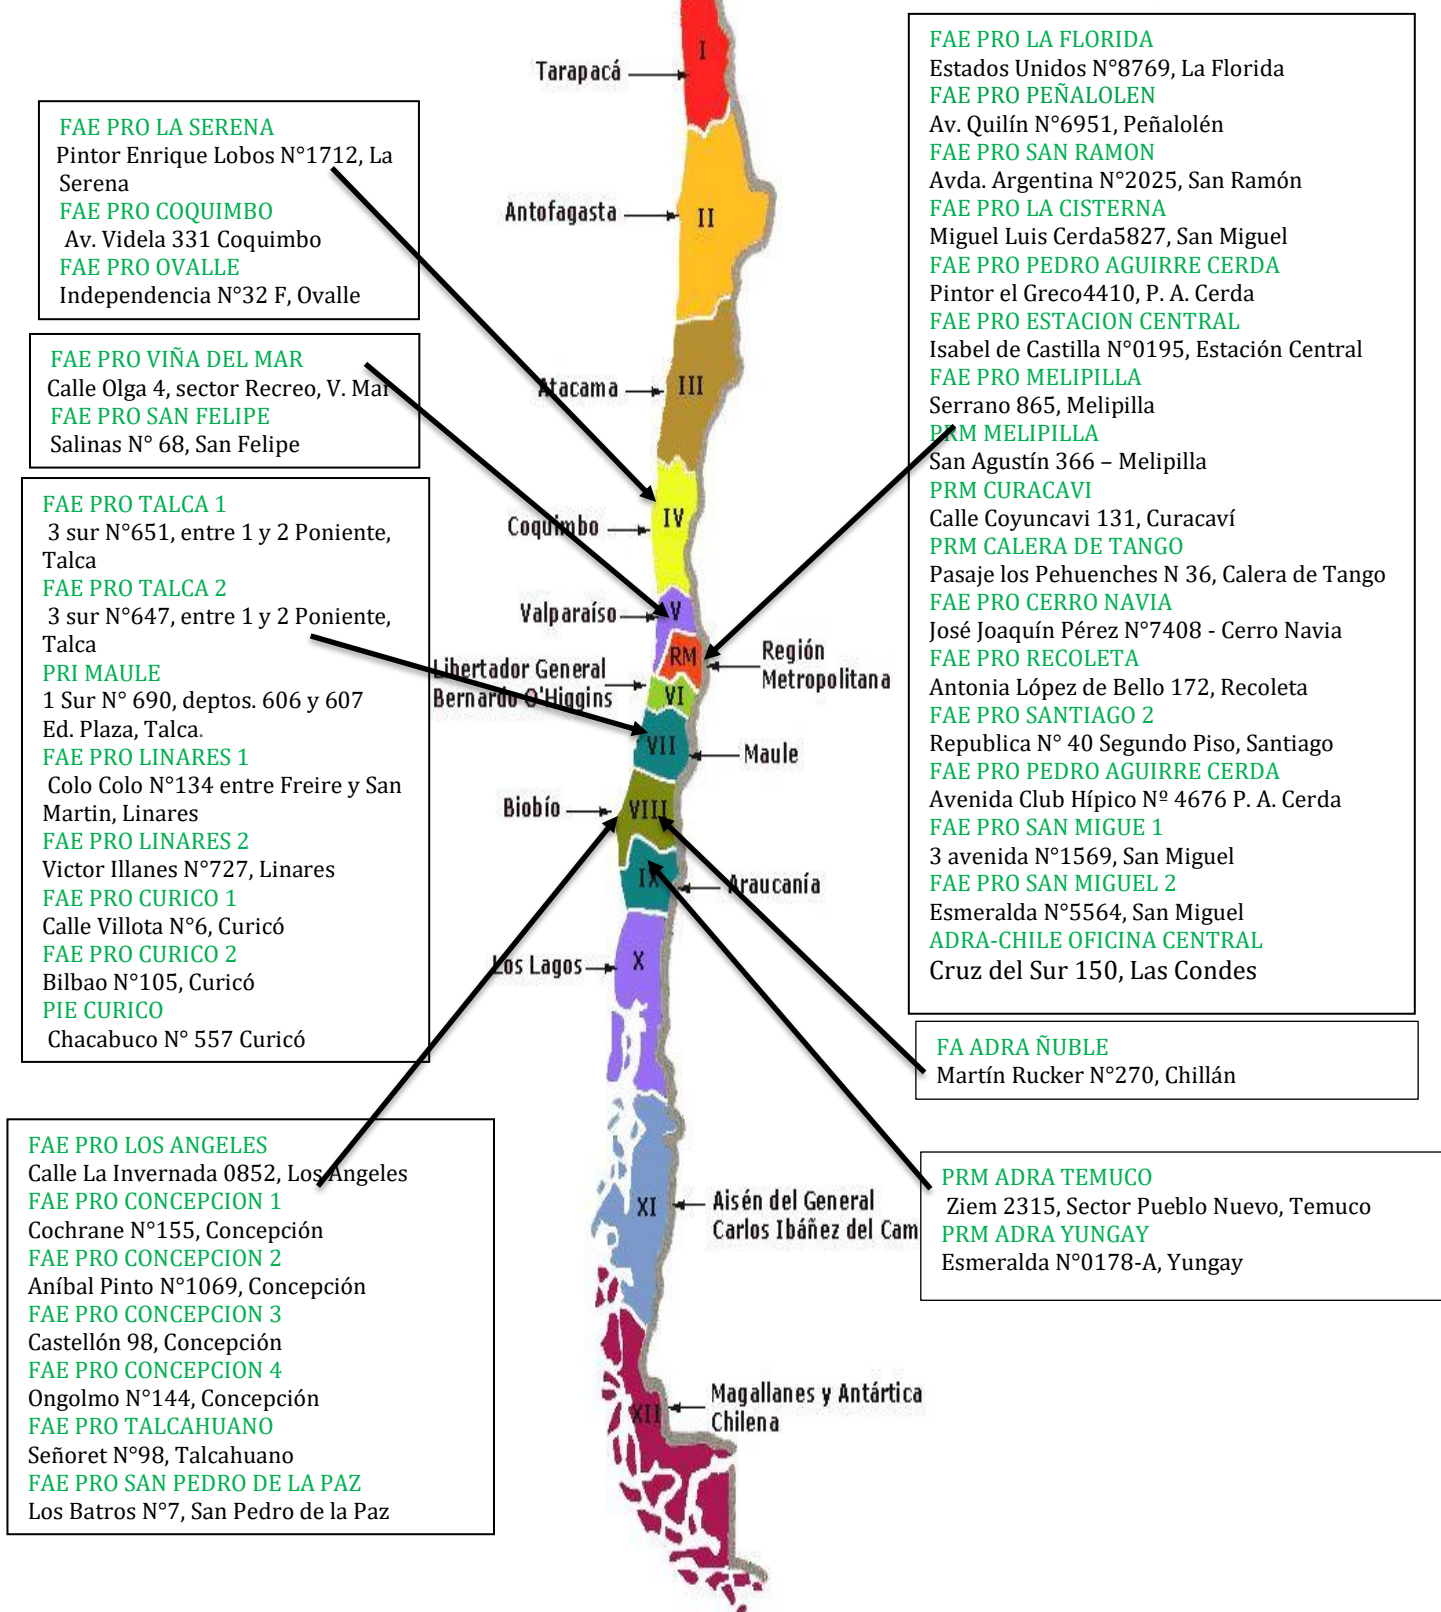 FAE PRO LA SERENA
Pintor Enrique Lobos N°1712, La
Serena
FAE PRO COQUIMBO
Av. Videla 331 Coquimbo
FAE PRO OVALLE
Independencia N°32 F, Ovalle
FAE PRO VIÑA DEL MAR
Calle Olga 4, sector Recreo, V. Mar
FAE PRO SAN FELIPE
Salinas N° 68, San Felipe
FAE PRO TALCA 1
3 sur N°651, entre 1 y 2 Poniente,
Talca
FAE PRO TALCA 2
3 sur N°647, entre 1 y 2 Poniente,
Talca
PRI MAULE
1 Sur N° 690, deptos. 606 y 607
Ed. Plaza, Talca.
FAE PRO LINARES 1
Colo Colo N°134 entre Freire y San
Martin, Linares
FAE PRO LINARES 2
Victor Illanes N°727, Linares
FAE PRO CURICO 1
Calle Villota N°6, Curicó
FAE PRO CURICO 2
Bilbao N°105, Curicó
PIE CURICO
Chacabuco N° 557 Curicó
FAE PRO LOS ANGELES
Calle La Invernada 0852, Los Angeles
FAE PRO CONCEPCION 1
Cochrane N°155, Concepción
FAE PRO CONCEPCION 2
Aníbal Pinto N°1069, Concepción
FAE PRO CONCEPCION 3
Castellón 98, Concepción
FAE PRO CONCEPCION 4
Ongolmo N°144, Concepción
FAE PRO TALCAHUANO
Señoret N°98, Talcahuano
FAE PRO SAN PEDRO DE LA PAZ
Los Batros N°7, San Pedro de la Paz
Tarapacá
I
Antofagasta
II
Atacama
III
Coquimbo
IV
Valparaíso
V
RM
Región
Metropolitana
Libertador General
Bernardo O'Higgins
VI
VII
Maule
Biobío
VIII
IX
Araucanía
Los Lagos
X
XI
Aisén del General
Carlos Ibáñez del Cam
XII
Magallanes y Antártica
Chilena
FAE PRO LA FLORIDA
Estados Unidos N°8769, La Florida
FAE PRO PEÑALOLEN
Av. Quilín N°6951, Peñalolén
FAE PRO SAN RAMON
Avda. Argentina N°2025, San Ramón
FAE PRO LA CISTERNA
Miguel Luis Cerda5827, San Miguel
FAE PRO PEDRO AGUIRRE CERDA
Pintor el Greco4410, P. A. Cerda
FAE PRO ESTACION CENTRAL
Isabel de Castilla N°0195, Estación Central
FAE PRO MELIPILLA
Serrano 865, Melipilla
PRM MELIPILLA
San Agustín 366 – Melipilla
PRM CURACAVI
Calle Coyuncavi 131, Curacaví
PRM CALERA DE TANGO
Pasaje los Pehuenches N 36, Calera de Tango
FAE PRO CERRO NAVIA
José Joaquín Pérez N°7408 - Cerro Navia
FAE PRO RECOLETA
Antonia López de Bello 172, Recoleta
FAE PRO SANTIAGO 2
Republica N° 40 Segundo Piso, Santiago
FAE PRO PEDRO AGUIRRE CERDA
Avenida Club Hípico Nº 4676 P. A. Cerda
FAE PRO SAN MIGUE 1
3 avenida N°1569, San Miguel
FAE PRO SAN MIGUEL 2
Esmeralda N°5564, San Miguel
ADRA-CHILE OFICINA CENTRAL
Cruz del Sur 150, Las Condes
FA ADRA ÑUBLE
Martín Rucker N°270, Chillán
PRM ADRA TEMUCO
Ziem 2315, Sector Pueblo Nuevo, Temuco
PRM ADRA YUNGAY
Esmeralda N°0178-A, Yungay